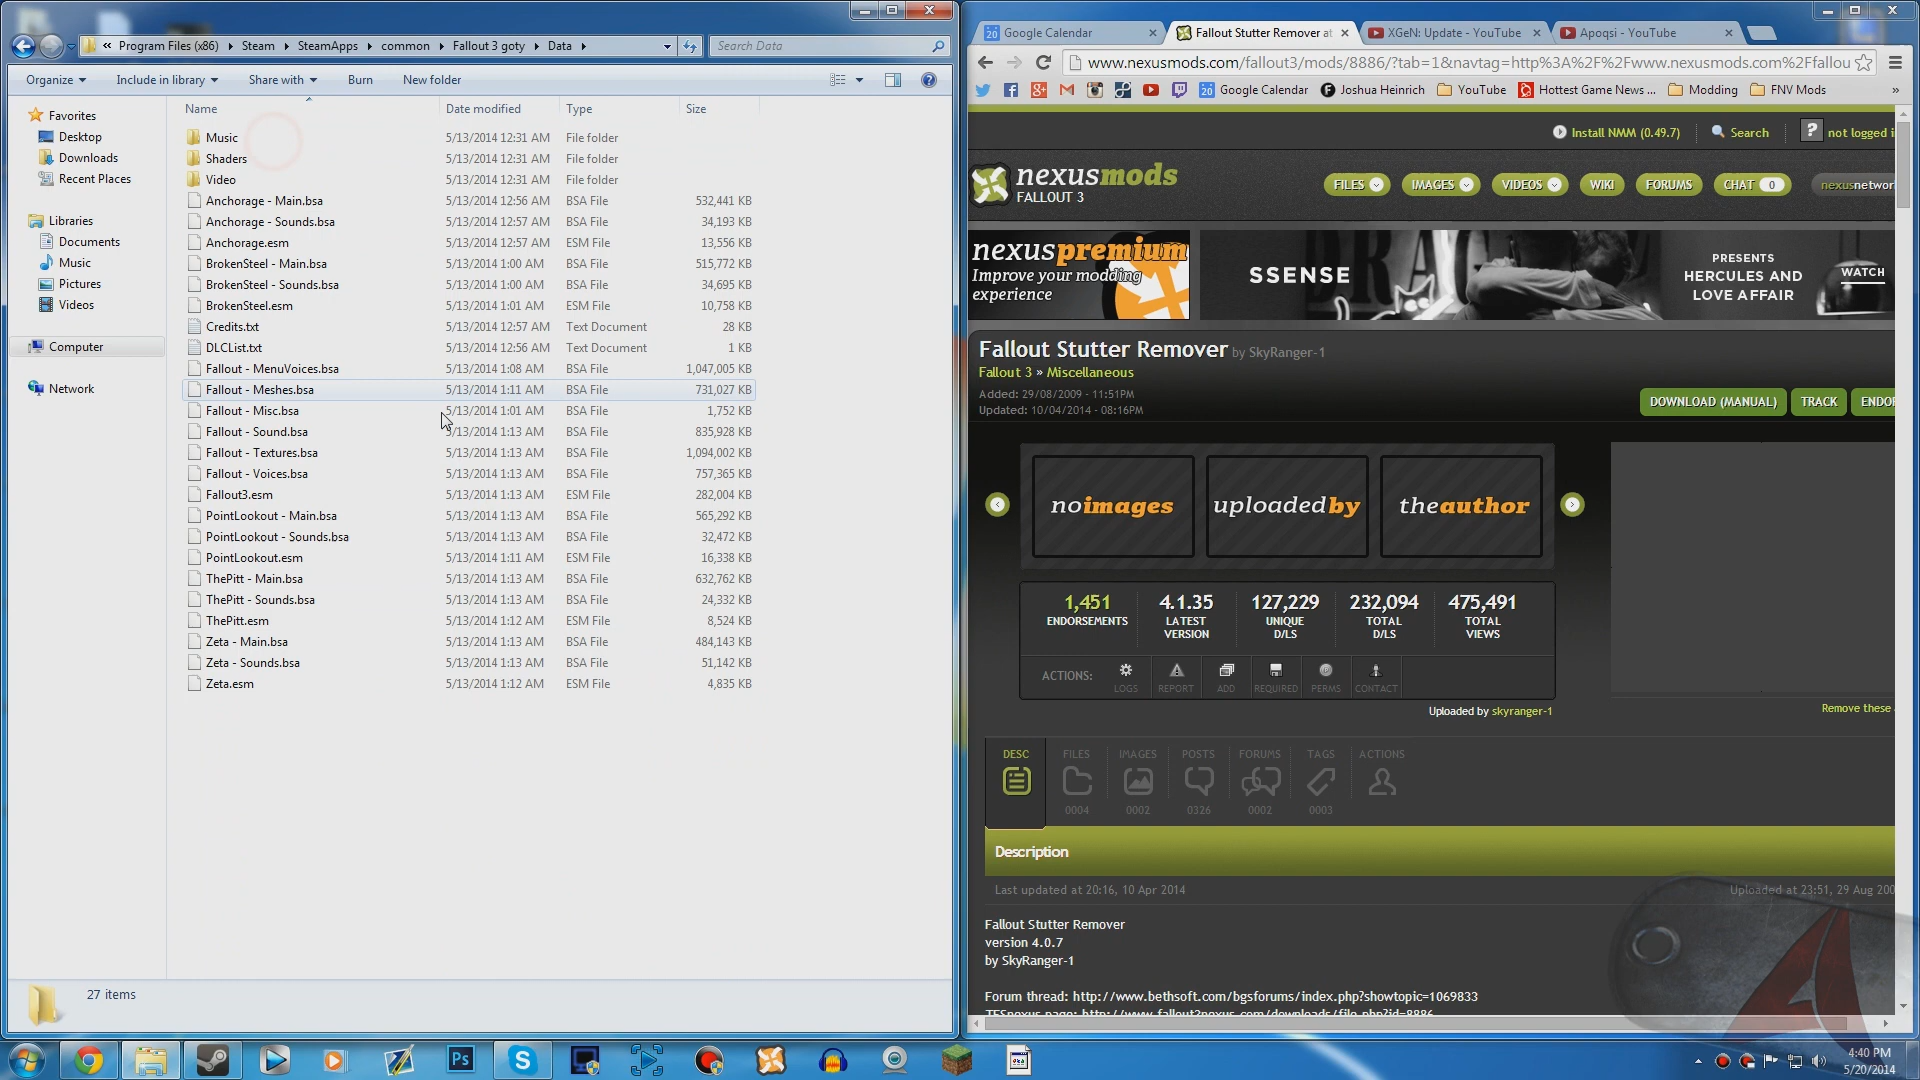 « Program Files (x86) Steam SteamApps common Fallout 3 goty Data
Search Data
Organize Include in library Share with Burn New folder
Name Date modified Type Size
Favorites
Desktop
Downloads
Recent Places
Libraries
Documents
Music
Pictures
Videos
Computer
Network
Music 5/13/2014 12:31 AM File folder
Shaders 5/13/2014 12:31 AM File folder
Video 5/13/2014 12:31 AM File folder
Anchorage - Main.bsa 5/13/2014 12:56 AM BSA File 532,441 KB
Anchorage - Sounds.bsa 5/13/2014 12:57 AM BSA File 34,193 KB
Anchorage.esm 5/13/2014 12:57 AM ESM File 13,556 KB
BrokenSteel - Main.bsa 5/13/2014 1:00 AM BSA File 515,772 KB
BrokenSteel - Sounds.bsa 5/13/2014 1:00 AM BSA File 34,695 KB
BrokenSteel.esm 5/13/2014 1:01 AM ESM File 10,758 KB
Credits.txt 5/13/2014 12:57 AM Text Document 28 KB
DLCList.txt 5/13/2014 12:56 AM Text Document 1 KB
Fallout - MenuVoices.bsa 5/13/2014 1:08 AM BSA File 1,047,005 KB
Fallout - Meshes.bsa 5/13/2014 1:11 AM BSA File 731,027 KB
Fallout - Misc.bsa 5/13/2014 1:01 AM BSA File 1,752 KB
Fallout - Sound.bsa 5/13/2014 1:13 AM BSA File 835,928 KB
Fallout - Textures.bsa 5/13/2014 1:13 AM BSA File 1,094,002 KB
Fallout - Voices.bsa 5/13/2014 1:13 AM BSA File 757,365 KB
Fallout3.esm 5/13/2014 1:13 AM ESM File 282,004 KB
PointLookout - Main.bsa 5/13/2014 1:13 AM BSA File 565,292 KB
PointLookout - Sounds.bsa 5/13/2014 1:13 AM BSA File 32,472 KB
PointLookout.esm 5/13/2014 1:11 AM ESM File 16,338 KB
ThePitt - Main.bsa 5/13/2014 1:13 AM BSA File 632,762 KB
ThePitt - Sounds.bsa 5/13/2014 1:13 AM BSA File 24,332 KB
ThePitt.esm 5/13/2014 1:12 AM ESM File 8,524 KB
Zeta - Main.bsa 5/13/2014 1:13 AM BSA File 484,143 KB
Zeta - Sounds.bsa 5/13/2014 1:13 AM BSA File 51,142 KB
Zeta.esm 5/13/2014 1:12 AM ESM File 4,835 KB
27 items
Google Calendar Fallout Stutter Remover at XGeN: Update - YouTube Apoqsi - YouTube
www.nexusmods.com/fallout3/mods/8886/?tab=1&navtag=http%3A%2F%2Fwww.nexusmods.com%2Ffallou
Google Calendar Joshua Heinrich YouTube Hottest Game News ... Modding FNV Mods »
Install NMM (0.49.7) Search ? not logged i
nexusmods
FALLOUT 3
FILES IMAGES VIDEOS WIKI FORUMS CHAT 0 nexusnetwor
nexuspremium
Improve your modding
experience
SSENSE
PRESENTS
HERCULES AND
LOVE AFFAIR
WATCH
Fallout Stutter Remover by SkyRanger-1
Fallout 3 » Miscellaneous
Added: 29/08/2009 - 11:51PM
Updated: 10/04/2014 - 08:16PM
DOWNLOAD (MANUAL) TRACK ENDO
noimages uploadedby theauthor
1,451 4.1.35 127,229 232,094 475,491
ENDORSEMENTS LATEST VERSION UNIQUE D/LS TOTAL D/LS TOTAL VIEWS
ACTIONS: LOGS REPORT ADD REQUIRED PERMS CONTACT
Uploaded by skyranger-1
Remove these
DESC FILES IMAGES POSTS FORUMS TAGS ACTIONS
0004 0002 0326 0002 0003
Description
Last updated at 20:16, 10 Apr 2014 Uploaded at 23:51, 29 Aug 200
Fallout Stutter Remover
version 4.0.7
by SkyRanger-1
Forum thread: http://www.bethsoft.com/bgsforums/index.php?showtopic=1069833
TESnexus page: http://www.fallout3nexus.com/downloads/file.php?id=8886
Ps
4:40 PM
5/20/2014